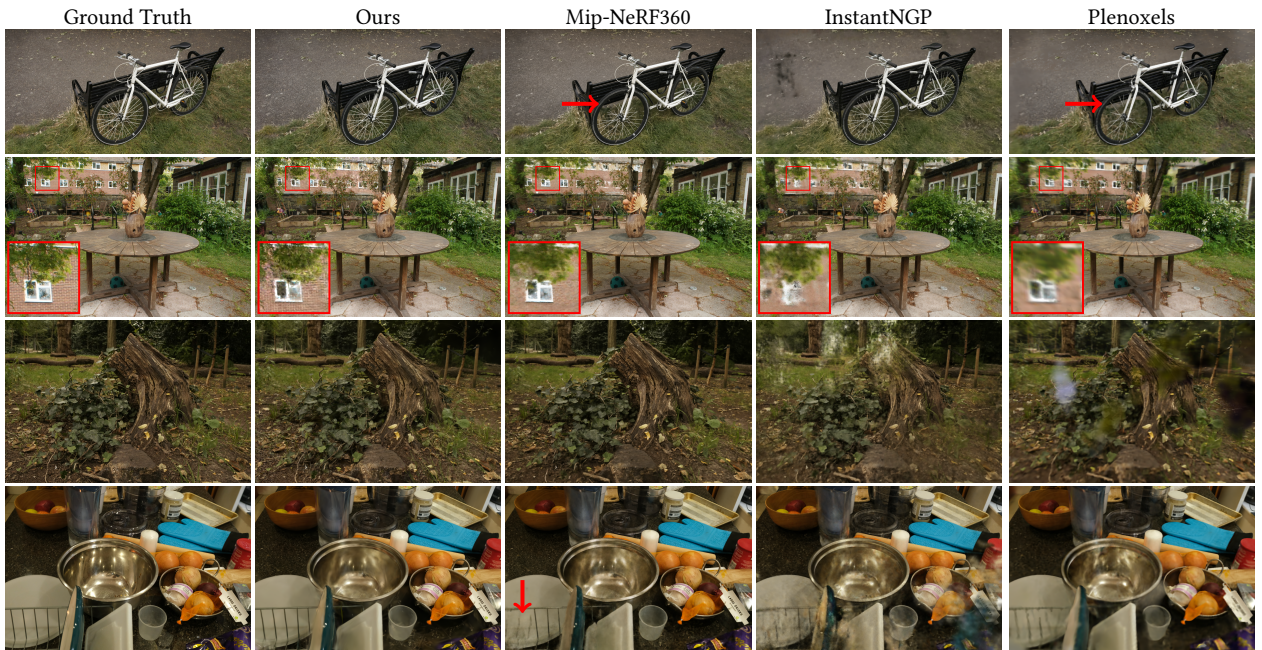 Ground Truth
Ours
Mip-NeRF360
InstantNGP
Plenoxels